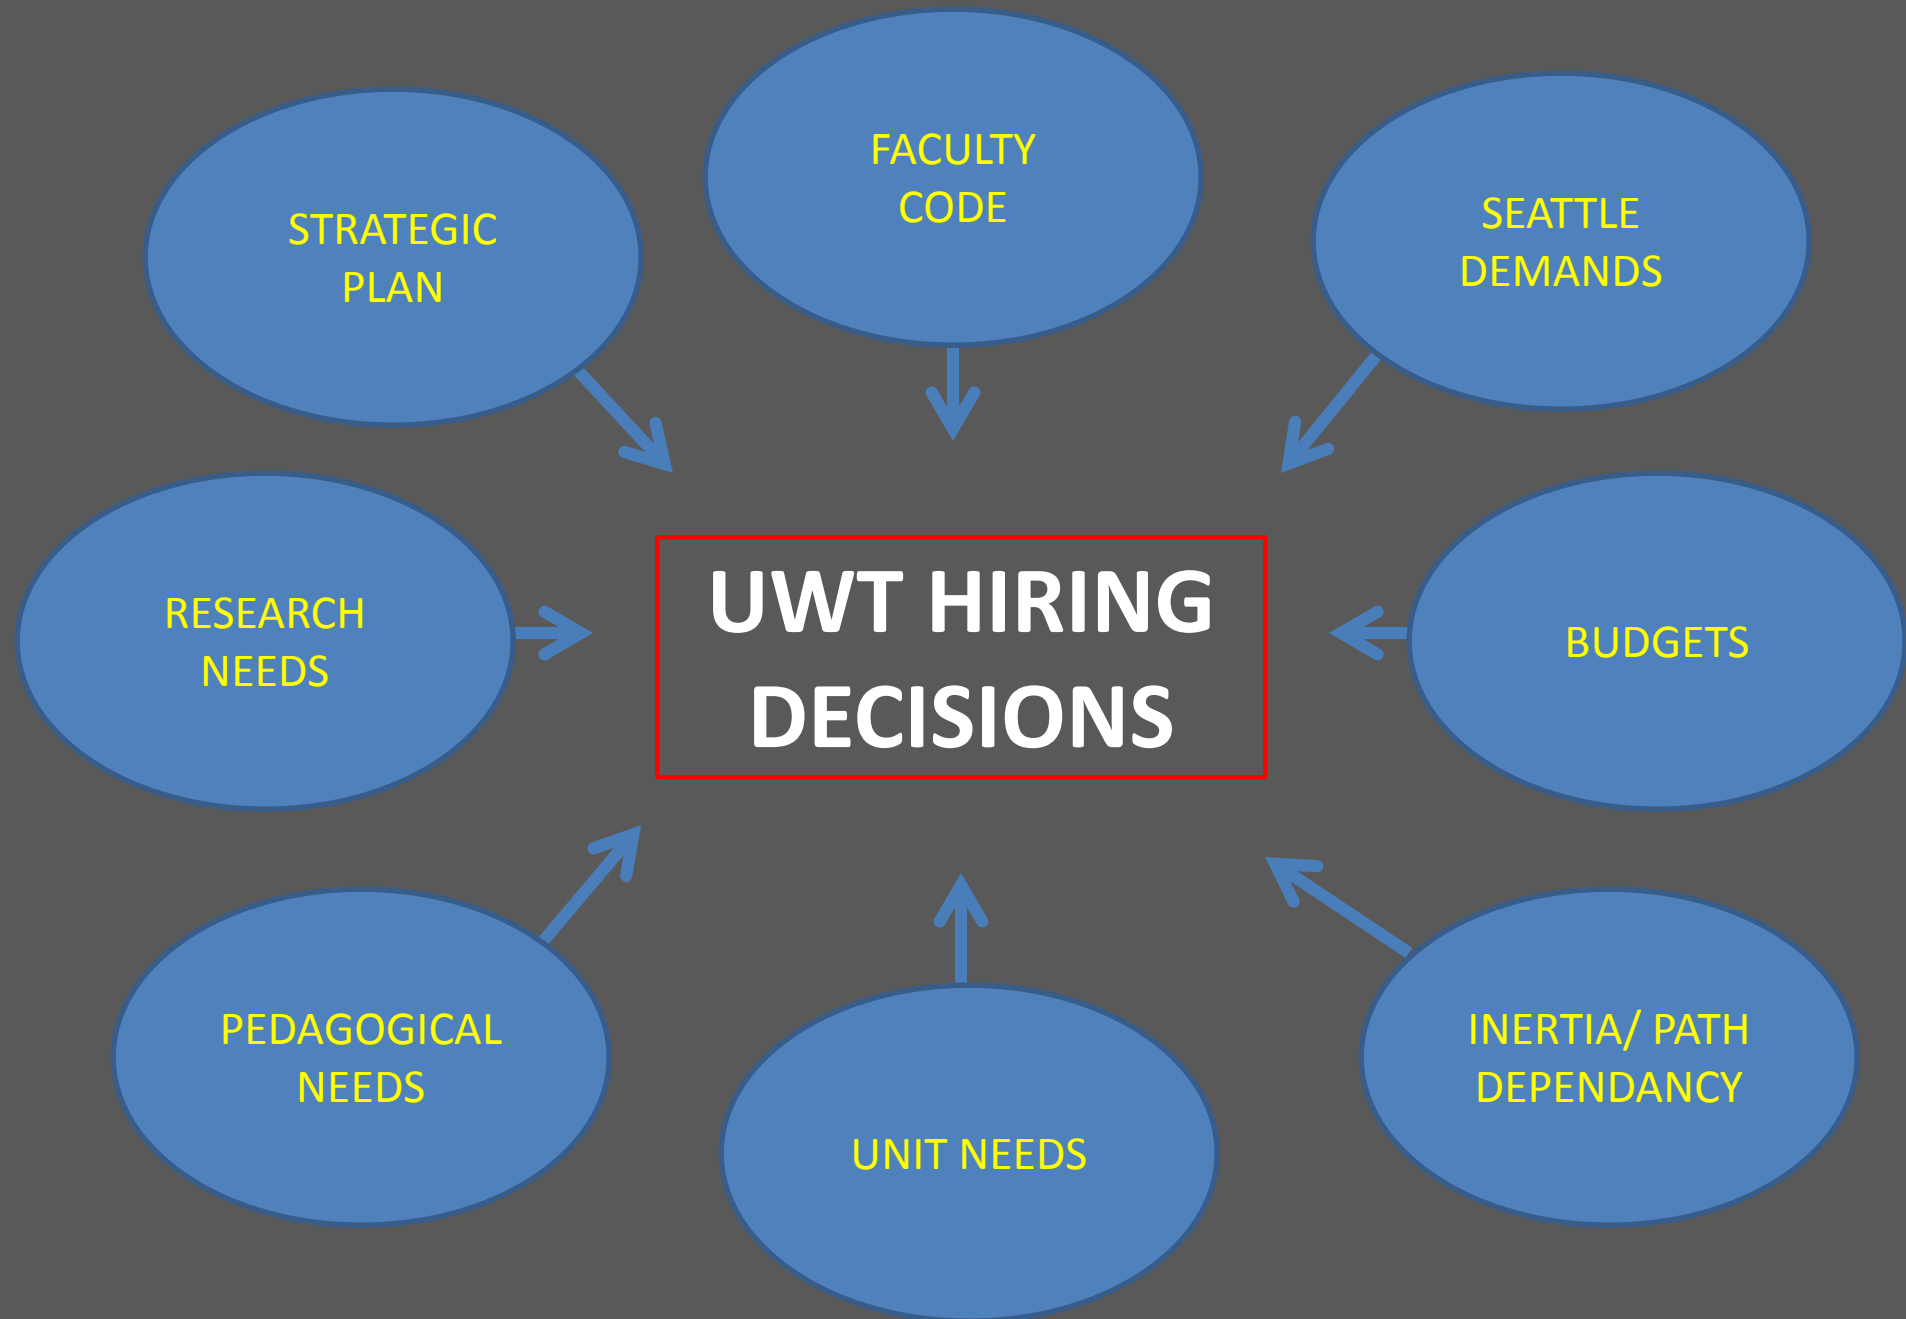 FACULTY
CODE
STRATEGIC
PLAN
SEATTLE
DEMANDS
RESEARCH
NEEDS
UWT HIRING
DECISIONS
BUDGETS
PEDAGOGICAL
NEEDS
UNIT NEEDS
INERTIA/ PATH
DEPENDANCY